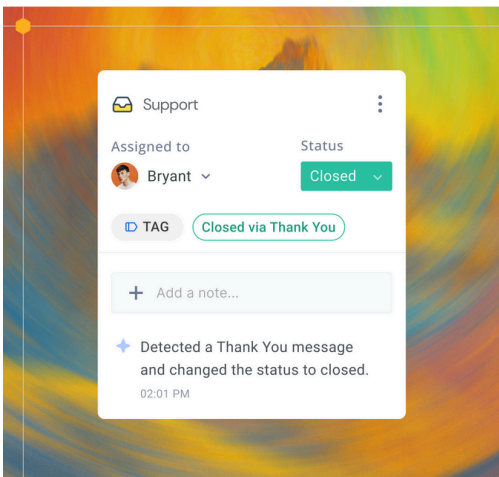 Support
Assigned to
Status
Bryant
Closed
TAG
Closed via Thank You
Add a note...
Detected a Thank You message
and changed the status to closed.
02:01 PM